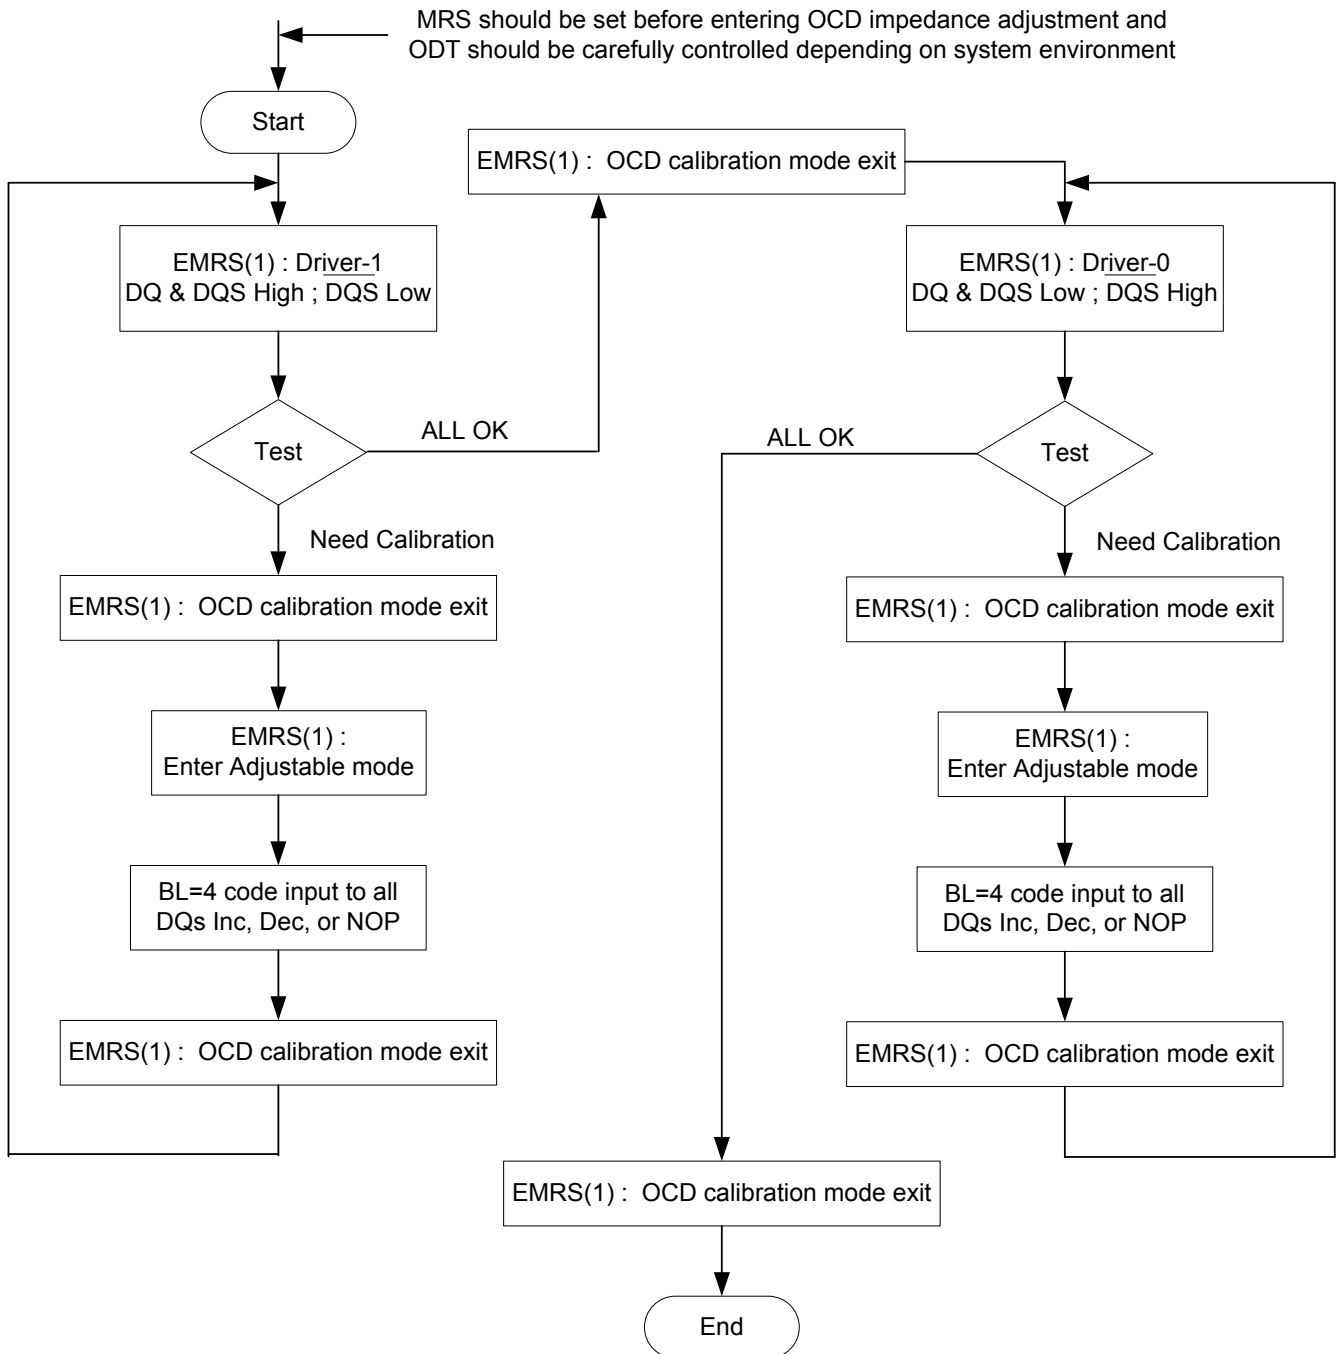 MRS should be set before entering OCD impedance adjustment and
ODT should be carefully controlled depending on system environment
Start
EMRS(1) : Driver-1
DQ & DQS High ; DQS Low
Test
ALL OK
Need Calibration
EMRS(1) : OCD calibration mode exit
EMRS(1) :
Enter Adjustable mode
BL=4 code input to all
DQs Inc, Dec, or NOP
EMRS(1) : OCD calibration mode exit
EMRS(1) : OCD calibration mode exit
EMRS(1) : Driver-0
DQ & DQS Low ; DQS High
Test
ALL OK
Need Calibration
EMRS(1) : OCD calibration mode exit
EMRS(1) :
Enter Adjustable mode
BL=4 code input to all
DQs Inc, Dec, or NOP
EMRS(1) : OCD calibration mode exit
EMRS(1) : OCD calibration mode exit
End